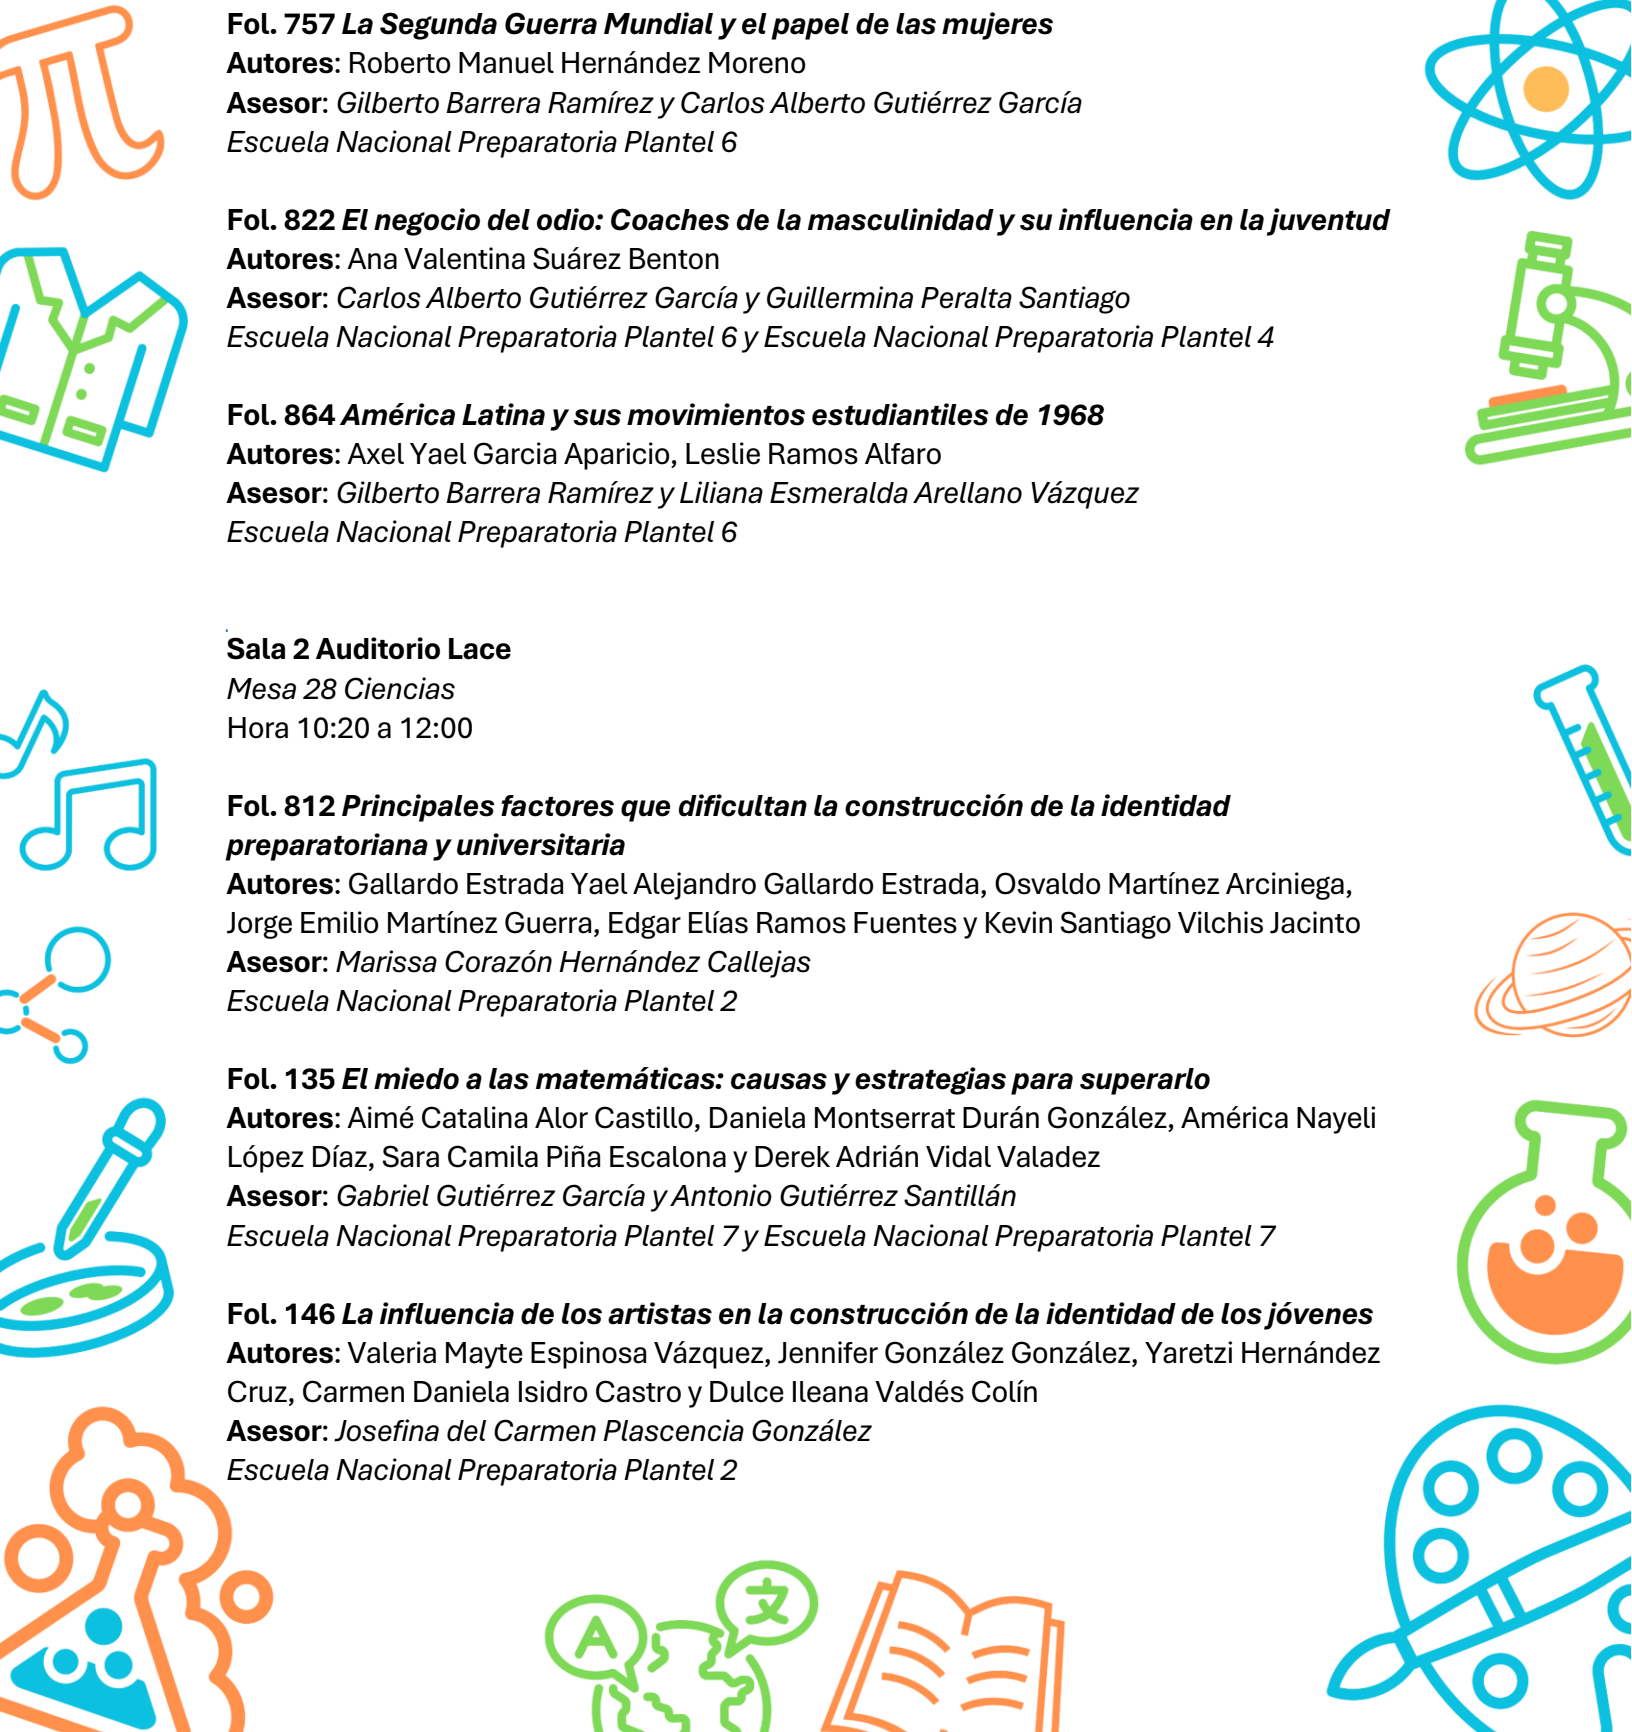 Fol. 757 La Segunda Guerra Mundial y el papel de las mujeres
Autores: Roberto Manuel Hernández Moreno
Asesor: Gilberto Barrera Ramírez y Carlos Alberto Gutiérrez García
Escuela Nacional Preparatoria Plantel 6
Fol. 822 El negocio del odio: Coaches de la masculinidad y su influencia en la juventud
Autores: Ana Valentina Suárez Benton
Asesor: Carlos Alberto Gutiérrez García y Guillermina Peralta Santiago
Escuela Nacional Preparatoria Plantel 6 y Escuela Nacional Preparatoria Plantel 4
Fol. 864 América Latina y sus movimientos estudiantiles de 1968
Autores: Axel Yael Garcia Aparicio, Leslie Ramos Alfaro
Asesor: Gilberto Barrera Ramírez y Liliana Esmeralda Arellano Vázquez
Escuela Nacional Preparatoria Plantel 6
Sala 2 Auditorio Lace
Mesa 28 Ciencias
Hora 10:20 a 12:00
Fol. 812 Principales factores que dificultan la construcción de la identidad
preparatoriana y universitaria
Autores: Gallardo Estrada Yael Alejandro Gallardo Estrada, Osvaldo Martínez Arciniega,
Jorge Emilio Martínez Guerra, Edgar Elías Ramos Fuentes y Kevin Santiago Vilchis Jacinto
Asesor: Marissa Corazón Hernández Callejas
Escuela Nacional Preparatoria Plantel 2
Fol. 135 El miedo a las matemáticas: causas y estrategias para superarlo
Autores: Aimé Catalina Alor Castillo, Daniela Montserrat Durán González, América Nayeli
López Díaz, Sara Camila Piña Escalona y Derek Adrián Vidal Valadez
Asesor: Gabriel Gutiérrez García y Antonio Gutiérrez Santillán
Escuela Nacional Preparatoria Plantel 7 y Escuela Nacional Preparatoria Plantel 7
Fol. 146 La influencia de los artistas en la construcción de la identidad de los jóvenes
Autores: Valeria Mayte Espinosa Vázquez, Jennifer González González, Yaretzi Hernández
Cruz, Carmen Daniela Isidro Castro y Dulce Ileana Valdés Colín
Asesor: Josefina del Carmen Plascencia González
Escuela Nacional Preparatoria Plantel 2
π
A
文